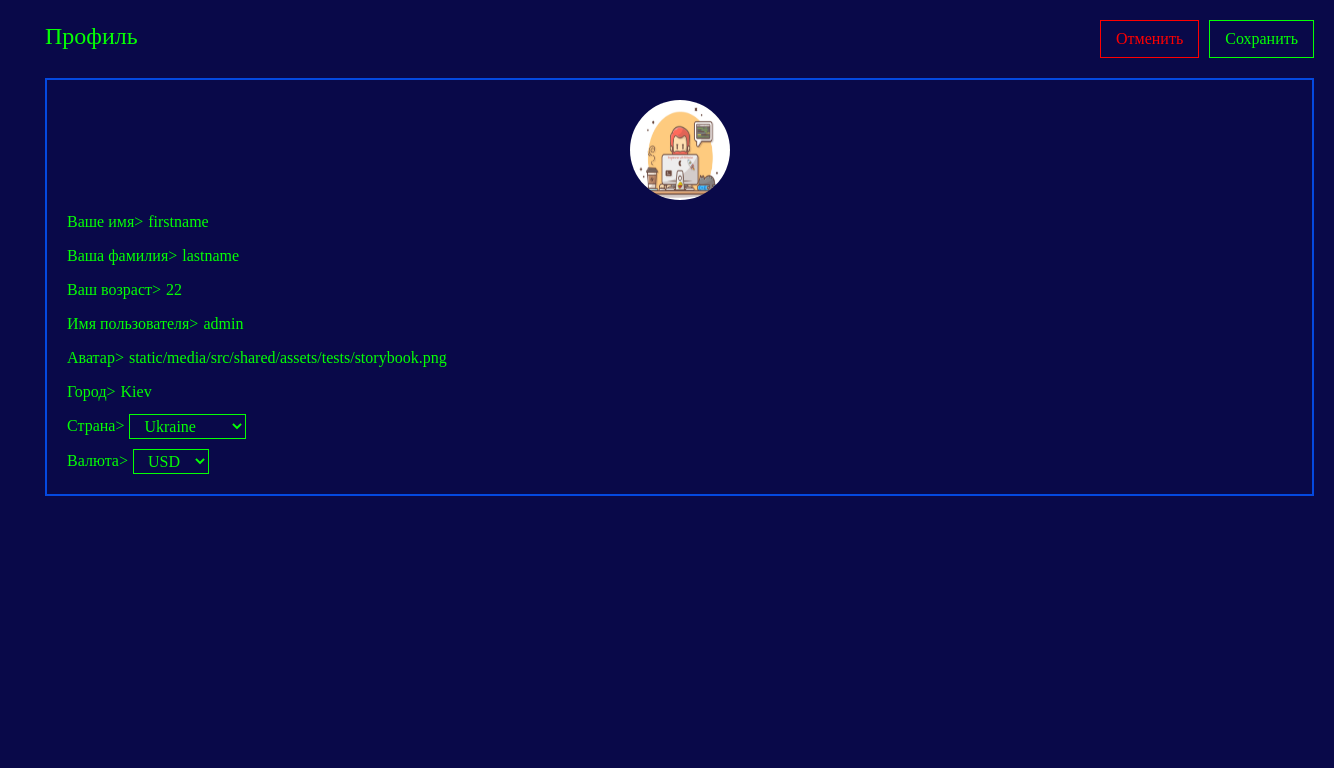 Профиль
Отменить
Сохранить
Ваше имя> firstname
Ваша фамилия> lastname
Ваш возраст> 22
Имя пользователя> admin
Аватар> static/media/src/shared/assets/tests/storybook.png
Город> Kiev
Страна> Ukraine
Валюта> USD